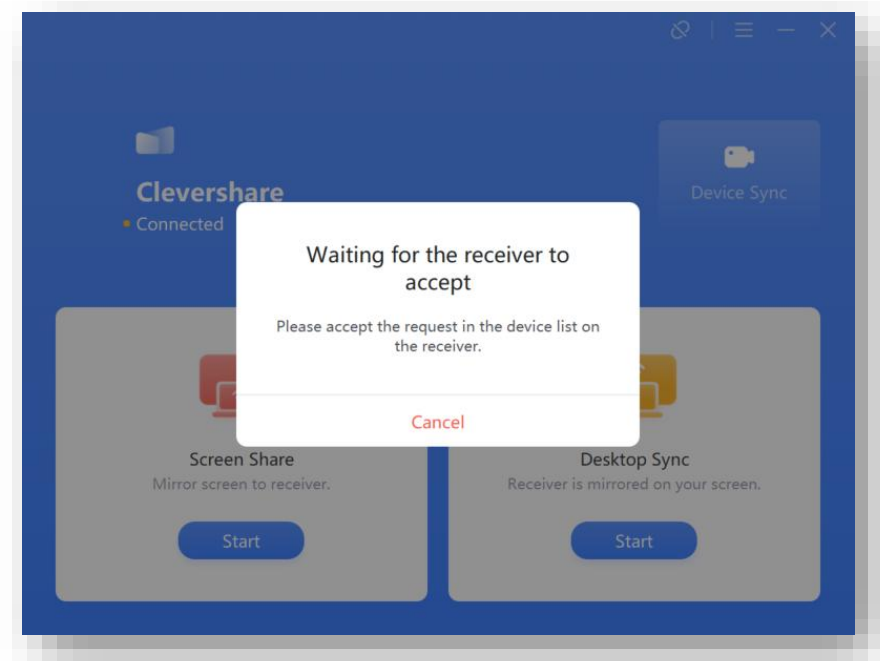 Clevershare
Connected
Device Sync
Waiting for the receiver to
accept
Please accept the request in the device list on
the receiver.
Cancel
Screen Share
Mirror screen to receiver.
Start
Desktop Sync
Receiver is mirrored on your screen.
Start